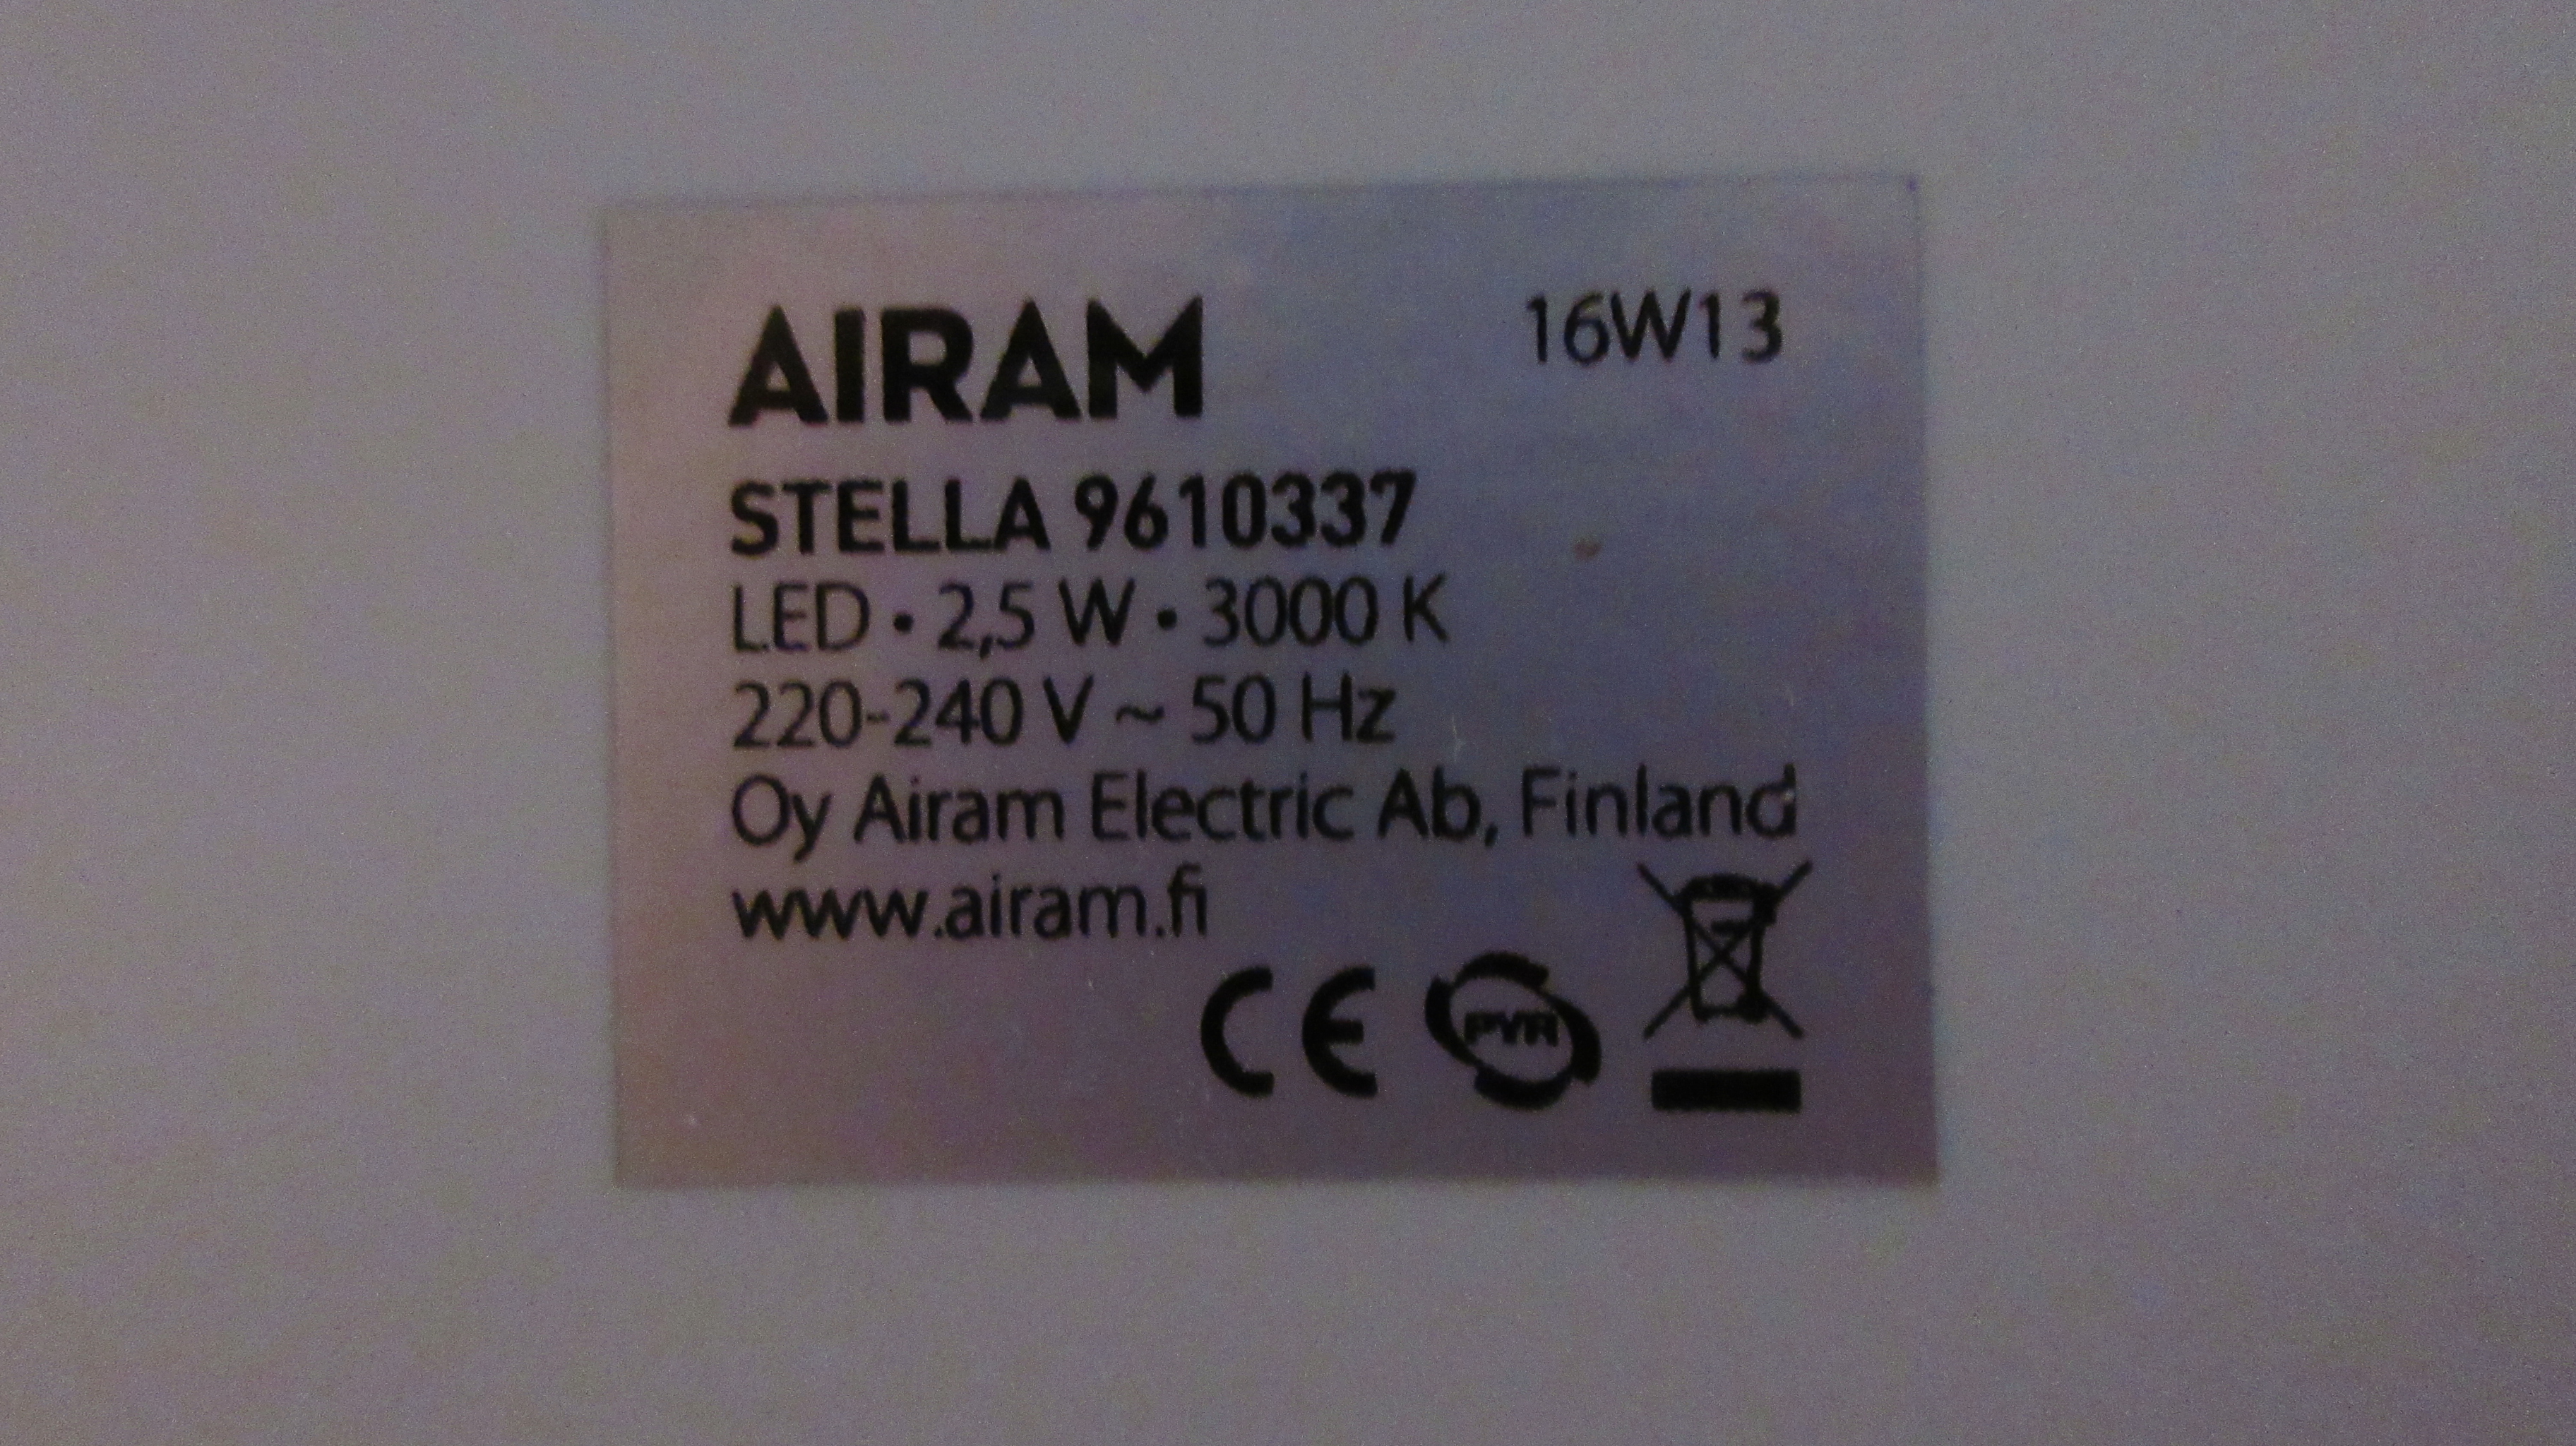 AIRAM 16W13
STELLA 9610337
LED • 2,5 W • 3000 K
220-240 V ~ 50 Hz
Oy Airam Electric Ab, Finland
www.airam.fi
CE PYR